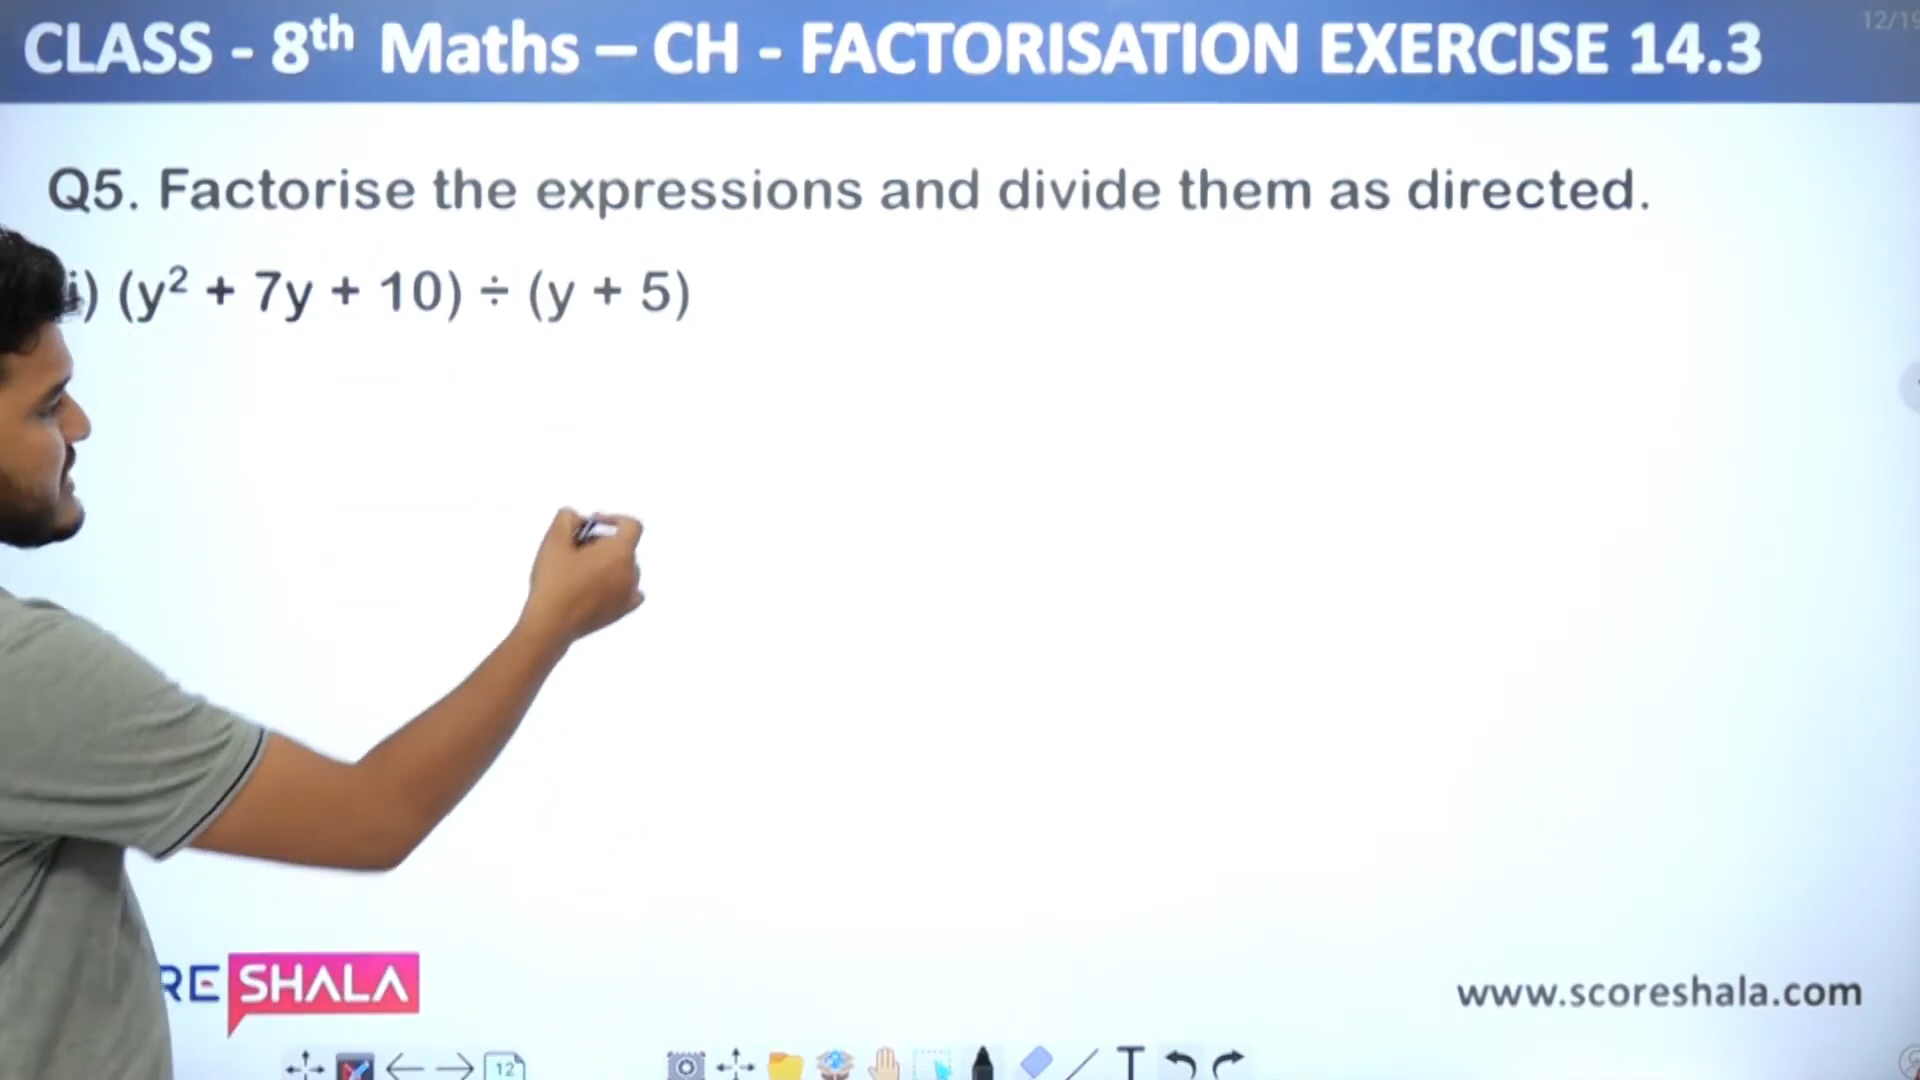 CLASS - 8th Maths – CH - FACTORISATION EXERCISE 14.3
Q5. Factorise the expressions and divide them as directed.
i) (y² + 7y + 10) ÷ (y + 5)
RE SHALA
www.scoreshala.com
12
T